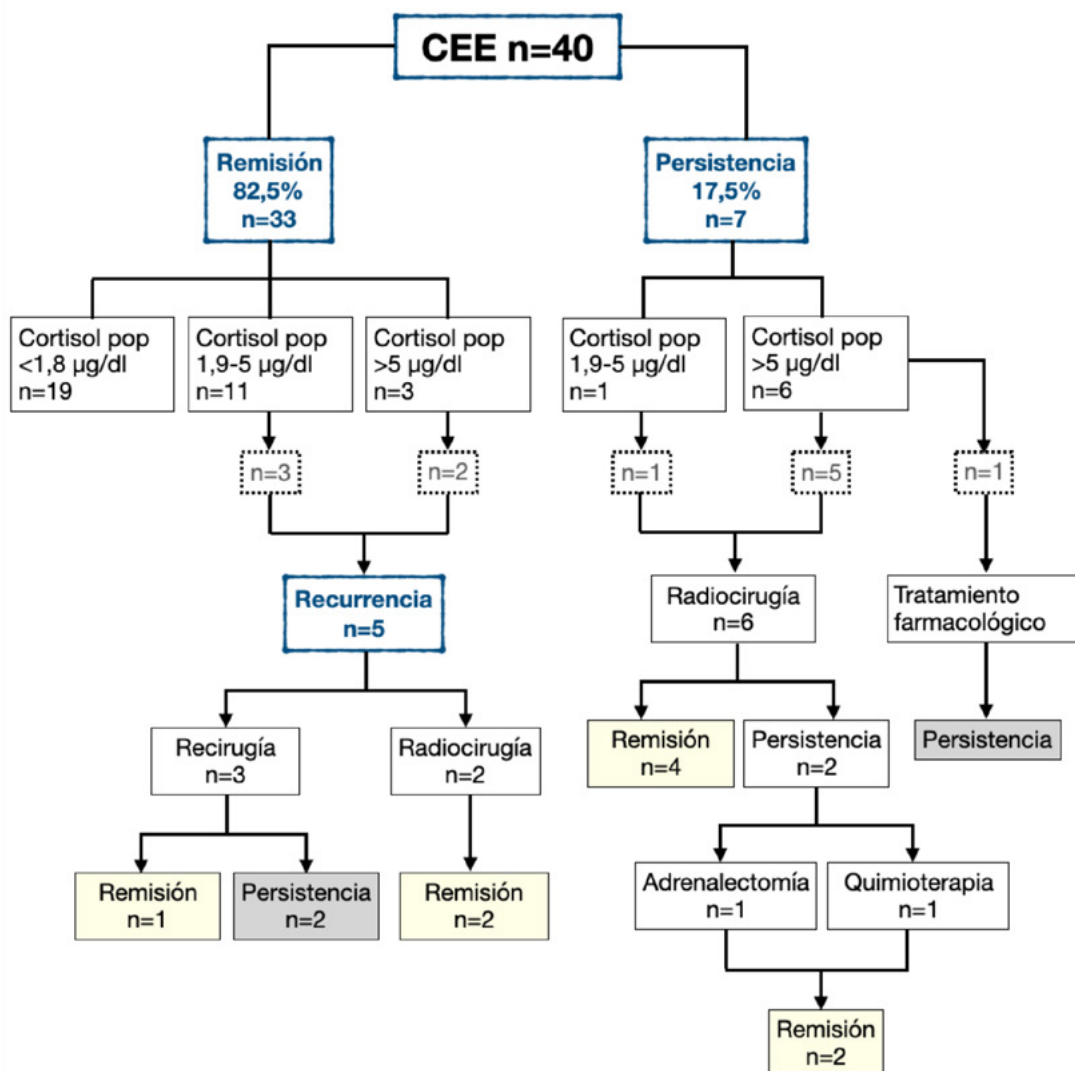 CEE n=40
Remisión
82,5%
n=33
Persistencia
17,5%
n=7
Cortisol pop
<1,8 µg/dl
n=19
Cortisol pop
1,9-5 µg/dl
n=11
Cortisol pop
>5 µg/dl
n=3
Cortisol pop
1,9-5 µg/dl
n=1
Cortisol pop
>5 µg/dl
n=6
n=3
n=2
n=1
n=5
n=1
Recurrencia
n=5
Radiocirugía
n=6
Tratamiento
farmacológico
Recirugía
n=3
Radiocirugía
n=2
Remisión
n=4
Persistencia
n=2
Persistencia
Remisión
n=1
Persistencia
n=2
Remisión
n=2
Adrenalectomía
n=1
Quimioterapia
n=1
Remisión
n=2